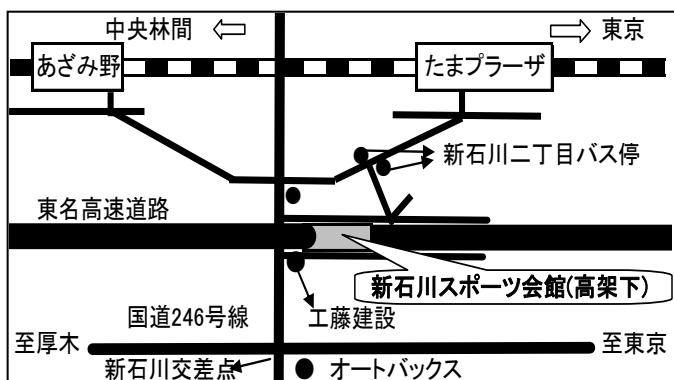 中央林間
東京
あざみ野
たまプラーザ
新石川二丁目バス停
東名高速道路
新石川スポーツ会館(高架下)
国道246号線
工藤建設
至厚木
至東京
新石川交差点
オートバックス